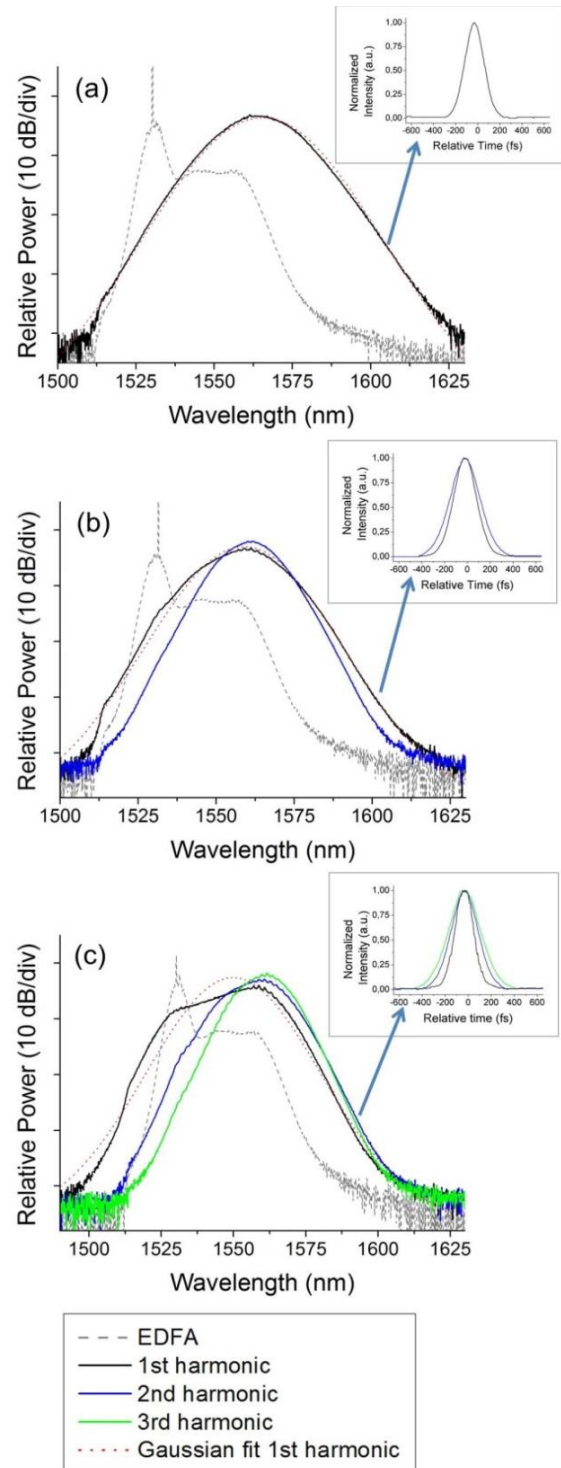 (a)
Relative Power (10 dB/div)
1500 1525 1550 1575 1600 1625
Wavelength (nm)
Normalized
Intensity (a.u.)
1,00
0,75
0,50
0,25
0,00
-600 -400 -200 0 200 400 600
Relative Time (fs)
(b)
Relative Power (10 dB/div)
1500 1525 1550 1575 1600 1625
Wavelength (nm)
Normalized
Intensity (a.u.)
1,00
0,75
0,50
0,25
0,00
-600 -400 -200 0 200 400 600
Relative Time (fs)
(c)
Relative Power (10 dB/div)
1500 1525 1550 1575 1600 1625
Wavelength (nm)
Normalized
Intensity (a.u.)
1,00
0,75
0,50
0,25
0,00
-600 -400 -200 0 200 400 600
Relative time (fs)
EDFA
1st harmonic
2nd harmonic
3rd harmonic
Gaussian fit 1st harmonic